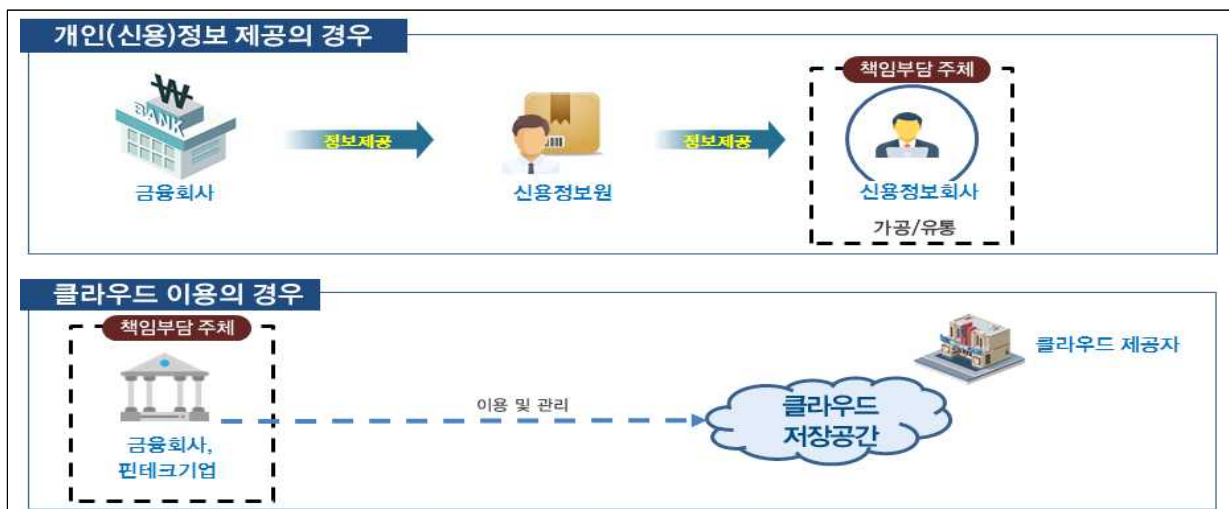 개인(신용)정보 제공의 경우
책임부담 주체
₩
BANK
정보제공
정보제공
금융회사
신용정보원
신용정보회사
가공/유통
클라우드 이용의 경우
책임부담 주체
클라우드 제공자
이용 및 관리
클라우드
저장공간
금융회사,
핀테크기업